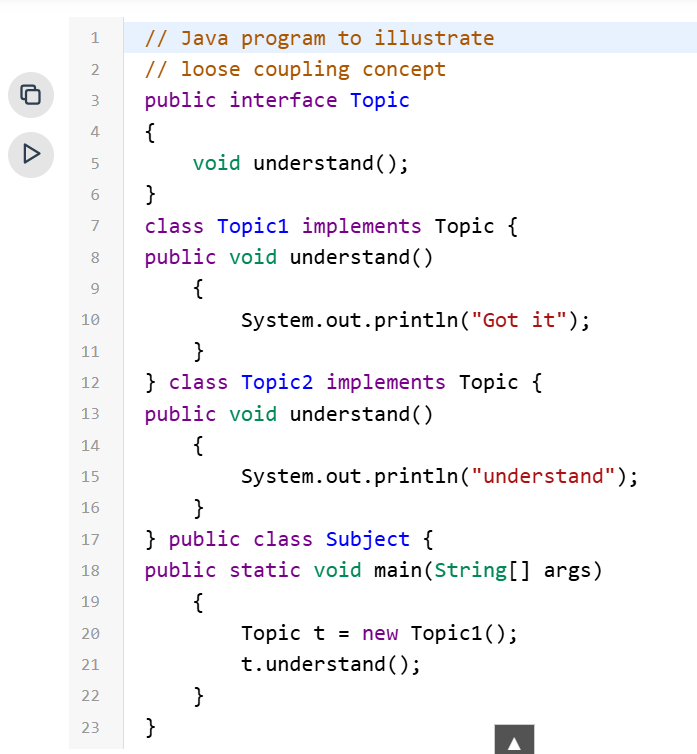 1 // Java program to illustrate
2 // loose coupling concept
3 public interface Topic
4 {
5     void understand();
6 }
7 class Topic1 implements Topic {
8 public void understand()
9     {
10         System.out.println("Got it");
11     }
12 } class Topic2 implements Topic {
13 public void understand()
14     {
15         System.out.println("understand");
16     }
17 } public class Subject {
18 public static void main(String[] args)
19     {
20         Topic t = new Topic1();
21         t.understand();
22     }
23 }